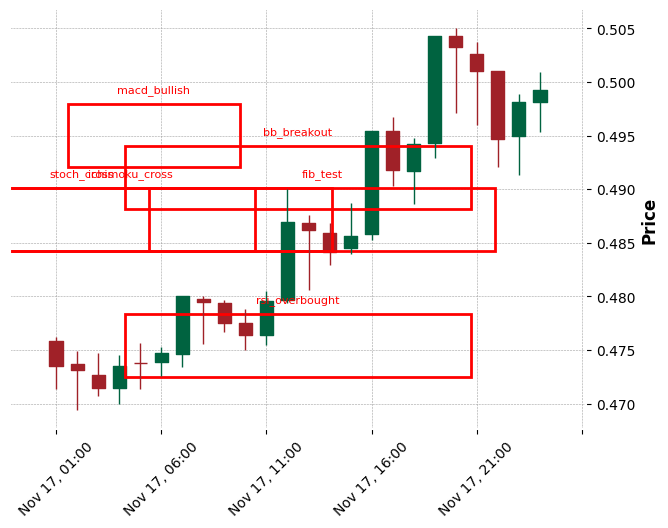 0.505
macd_bullish
0.500
bb_breakout
0.495
stoch_cross
ichimoku_cross
fib_test
0.490
Price
0.485
rsi_overbought
0.480
0.475
0.470
Nov 17, 01:00
Nov 17, 06:00
Nov 17, 11:00
Nov 17, 16:00
Nov 17, 21:00